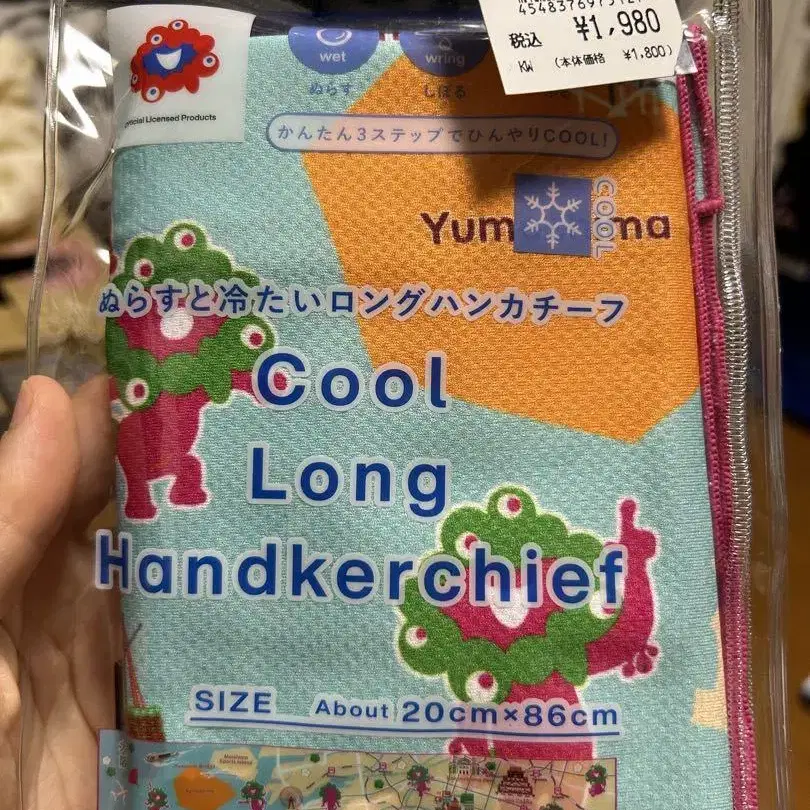 ¥1,980
税込
KW (本体価格 ¥1,800)
Official Licensed Products
wet
wring
ぬらす
しぼる
かんたん3ステップでひんやりCOOL!
COOL
ぬらすと冷たいロングハンカチーフ
Cool
Long
Handkerchief
SIZE About 20cm×86cm